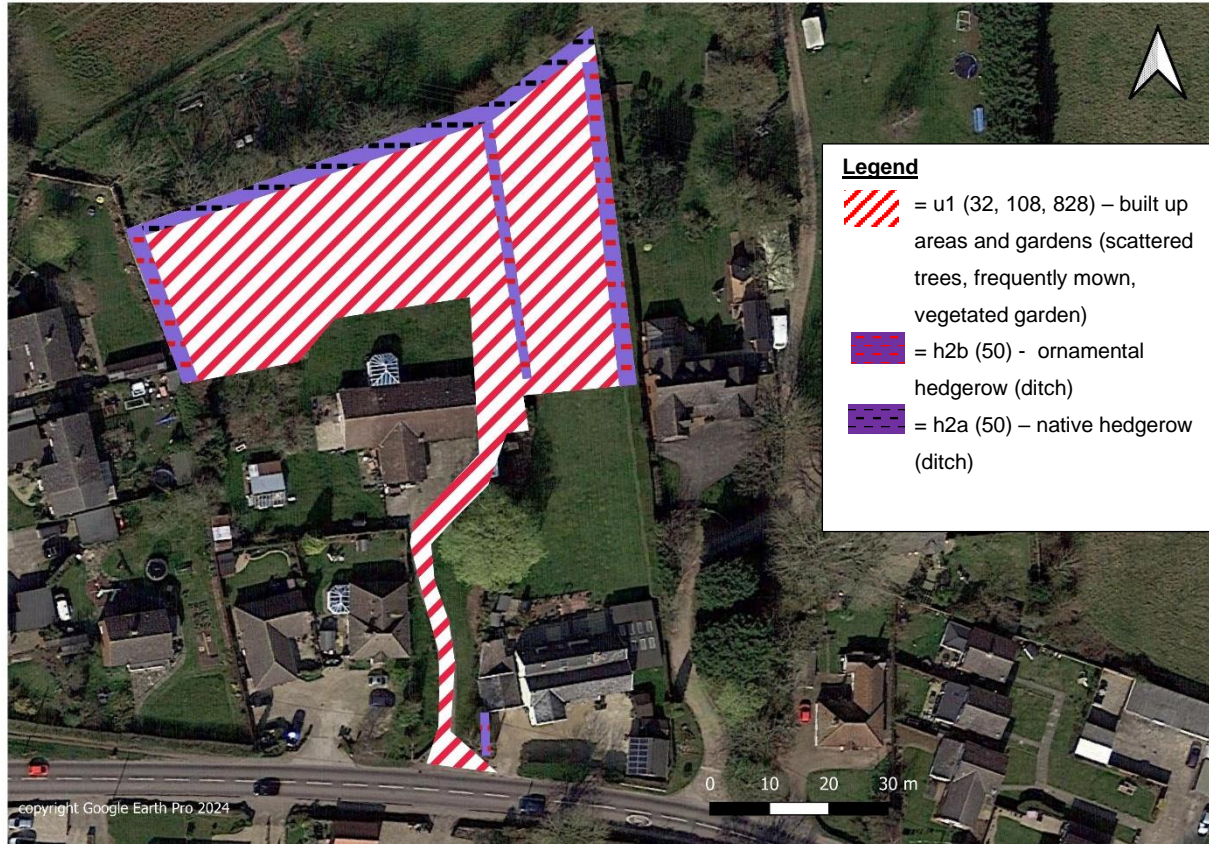 Legend
= u1 (32, 108, 828) – built up
areas and gardens (scattered
trees, frequently mown,
vegetated garden)
= h2b (50) - ornamental
hedgerow (ditch)
= h2a (50) – native hedgerow
(ditch)
0 10 20 30 m
copyright Google Earth Pro 2024